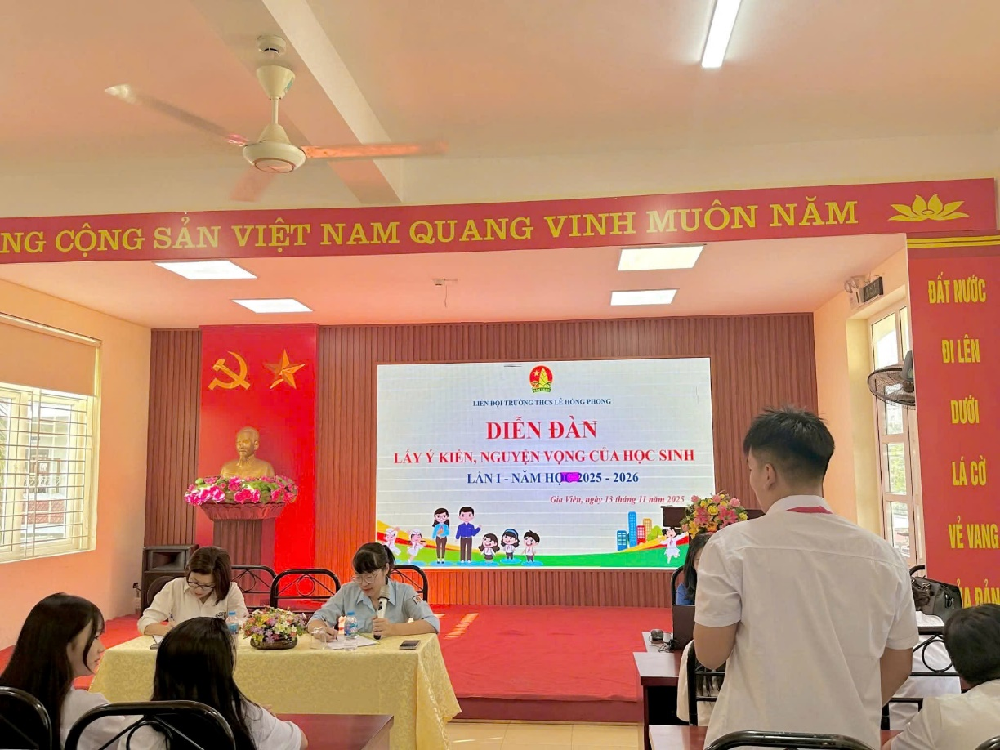 NG CỘNG SẢN VIỆT NAM QUANG VINH MUÔN NĂM
LIÊN ĐỘI TRƯỜNG THCS LÊ HỒNG PHONG
DIỄN ĐÀN
LẤY Ý KIẾN, NGUYỆN VỌNG CỦA HỌC SINH
LẦN I - NĂM HỌC 2025 - 2026
Gia Viên, ngày 13 tháng 11 năm 2025
ĐẤT NƯỚC
ĐI LÊN
DƯỚI
LÁ CỜ
VẺ VANG
ỦA ĐẢN